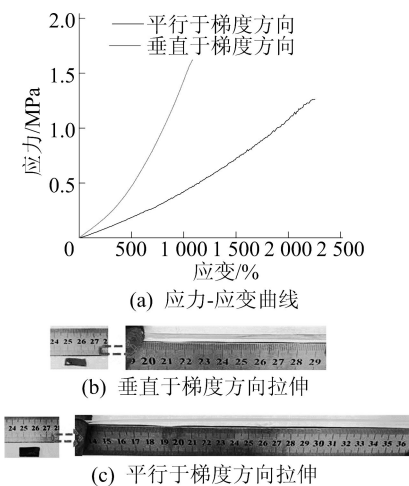 2.0
平行于梯度方向
垂直于梯度方向
1.5
应力/MPa
1.0
0.5
0 500 1 000 1 500 2 000 2 500
应变/%
(a) 应力-应变曲线
24 25 26 27
20 21 22 23 24 25 26 27 28 29
(b) 垂直于梯度方向拉伸
24 25 26 27
15 16 17 18 19 20 21 22 23 24 25 26 27 28 29 30 31 32 33 34 35 36
(c) 平行于梯度方向拉伸